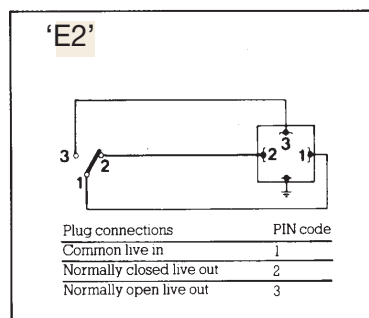 'E2'
3
3
2
1
2
1
Plug connections PIN code
Common live in 1
Normally closed live out 2
Normally open live out 3